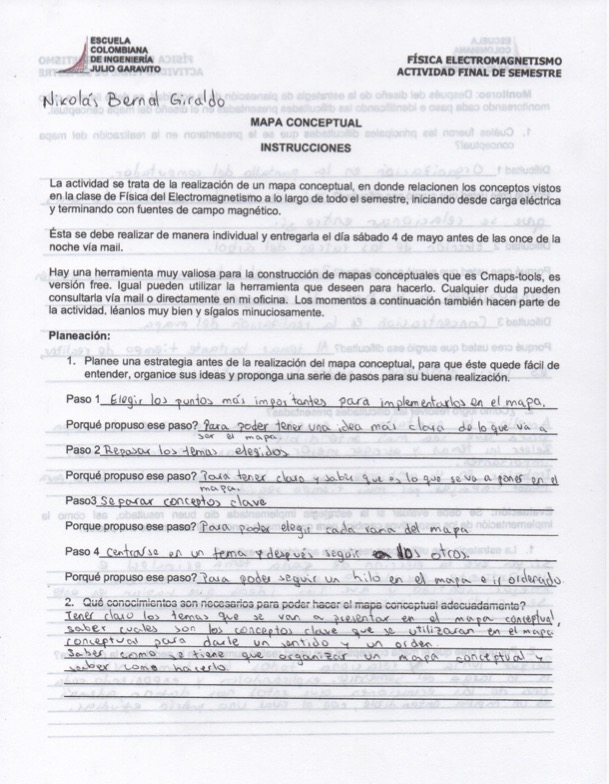 ESCUELA
COLOMBIANA
DE INGENIERÍA
JULIO GARAVITO
FÍSICA ELECTROMAGNETISMO
ACTIVIDAD FINAL DE SEMESTRE
Nikolás Bernal Giraldo
MAPA CONCEPTUAL
INSTRUCCIONES
La actividad se trata de la realización de un mapa conceptual, en donde relacionen los conceptos vistos
en la clase de Física del Electromagnetismo a lo largo de todo el semestre, iniciando desde carga eléctrica
y terminando con fuentes de campo magnético.
Ésta se debe realizar de manera individual y entregarla el día sábado 4 de mayo antes de las once de la
noche vía mail.
Hay una herramienta muy valiosa para la construcción de mapas conceptuales que es Cmaps-tools, es
versión free. Igual pueden utilizar la herramienta que deseen para hacerlo. Cualquier duda pueden
consultarla vía mail o directamente en mi oficina. Los momentos a continuación también hacen parte de
la actividad, léanlos muy bien y sígalos minuciosamente.
Planeación:
1. Planee una estrategia antes de la realización del mapa conceptual, para que éste quede fácil de
entender, organice sus ideas y proponga una serie de pasos para su buena realización.
Paso 1 Elegir los puntos más importantes para implementarlos en el mapa.
Porqué propuso ese paso? Para poder tener una idea más clara de lo que va a
ser el mapa
Paso 2 Repasar los temas elegidos
Porqué propuso ese paso? Para tener claro y saber que es lo que se va a poner en el
mapa.
Paso3 Separar conceptos clave
Porque propuso ese paso? Para poder elegir cada rama del mapa
Paso 4 Centrarse en un tema y después seguir a los otros
Porqué propuso ese paso? Para poder seguir un hilo en el mapa e ir ordenado
2. Qué conocimientos son necesarios para poder hacer el mapa conceptual adecuadamente?
Tener claro los temas que se van a presentar en el mapa conceptual,
saber cuales son los conceptos clave que se utilizaran en el mapa
conceptual para darle un sentido y un orden.
Saber como se tiene que organizar un mapa conceptual y
saber como hacerlo